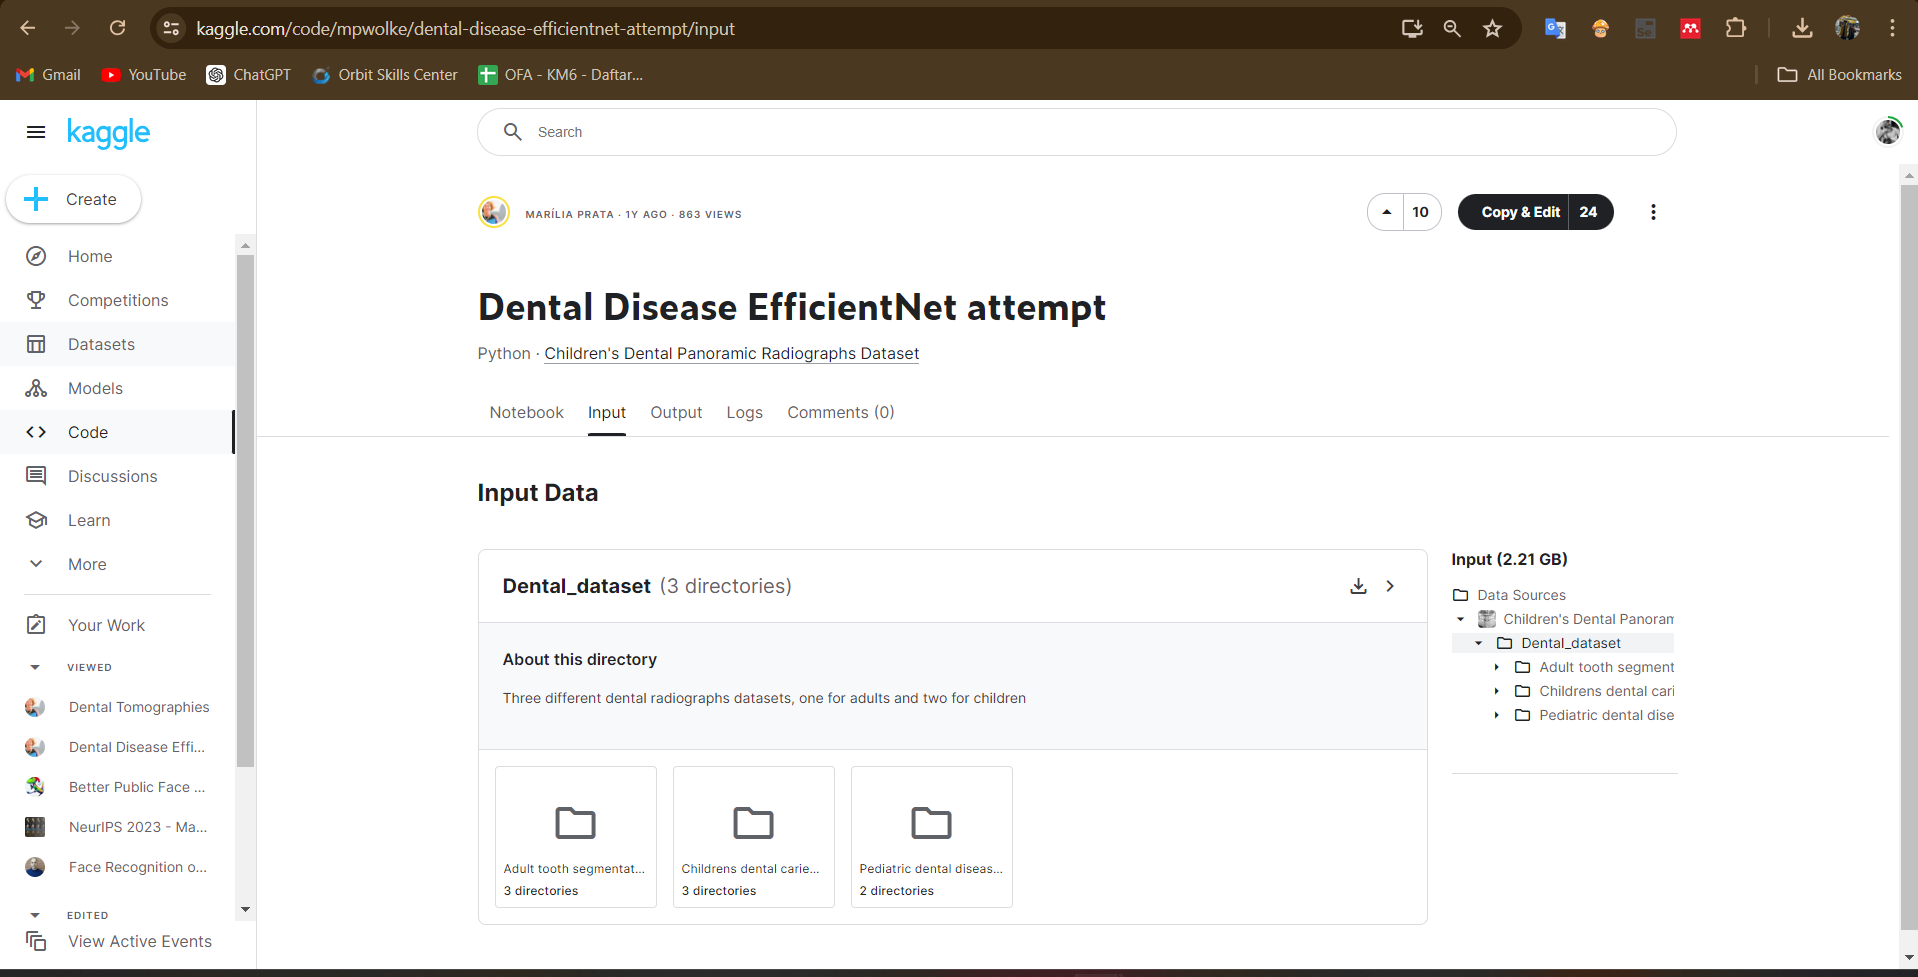 kaggle.com/code/mpwolke/dental-disease-efficientnet-attempt/input
Gmail
YouTube
ChatGPT
Orbit Skills Center
OFA - KM6 - Daftar...
All Bookmarks
kaggle
Search
Create
Home
Competitions
Datasets
Models
Code
Discussions
Learn
More
Your Work
VIEWED
Dental Tomographies
Dental Disease Effi...
Better Public Face ...
NeurIPS 2023 - Ma...
Face Recognition o...
EDITED
View Active Events
MARÍLIA PRATA · 1Y AGO · 863 VIEWS
10
Copy & Edit 24
Dental Disease EfficientNet attempt
Python · Children's Dental Panoramic Radiographs Dataset
Notebook Input Output Logs Comments (0)
Input Data
Dental_dataset (3 directories)
About this directory
Three different dental radiographs datasets, one for adults and two for children
Adult tooth segmentat...
3 directories
Childrens dental carie...
3 directories
Pediatric dental diseas...
2 directories
Input (2.21 GB)
Data Sources
Children's Dental Panoram
Dental_dataset
Adult tooth segment
Childrens dental cari
Pediatric dental dise